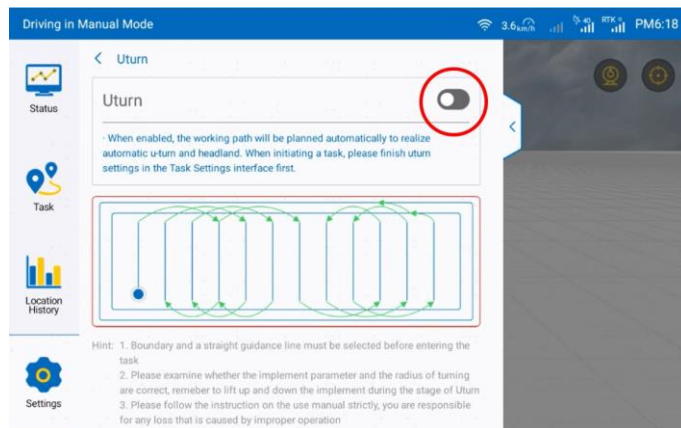 Driving in Manual Mode
3.6km/h
40
RTK
PM6:18
Uturn
Uturn
· When enabled, the working path will be planned automatically to realize
automatic u-turn and headland. When initiating a task, please finish uturn
settings in the Task Settings interface first.
Status
Task
Location
History
Settings
Hint: 1. Boundary and a straight guidance line must be selected before entering the
task
2. Please examine whether the implement parameter and the radius of turning
are correct, remeber to lift up and down the implement during the stage of Uturn
3. Please follow the instruction on the use manual strictly, you are responsible
for any loss that is caused by improper operation